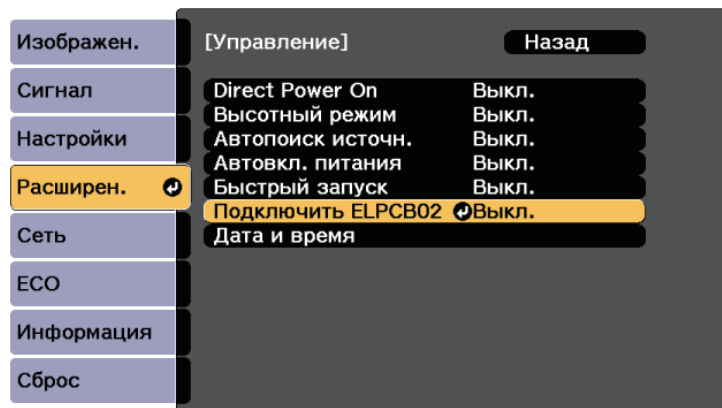 Изображен.
Сигнал
Настройки
Расширен.
Сеть
ECO
Информация
Сброс
[Управление] Назад
Direct Power On Выкл.
Высотный режим Выкл.
Автопоиск источн. Выкл.
Автовкл. питания Выкл.
Быстрый запуск Выкл.
Подключить ELPCB02 Выкл.
Дата и время